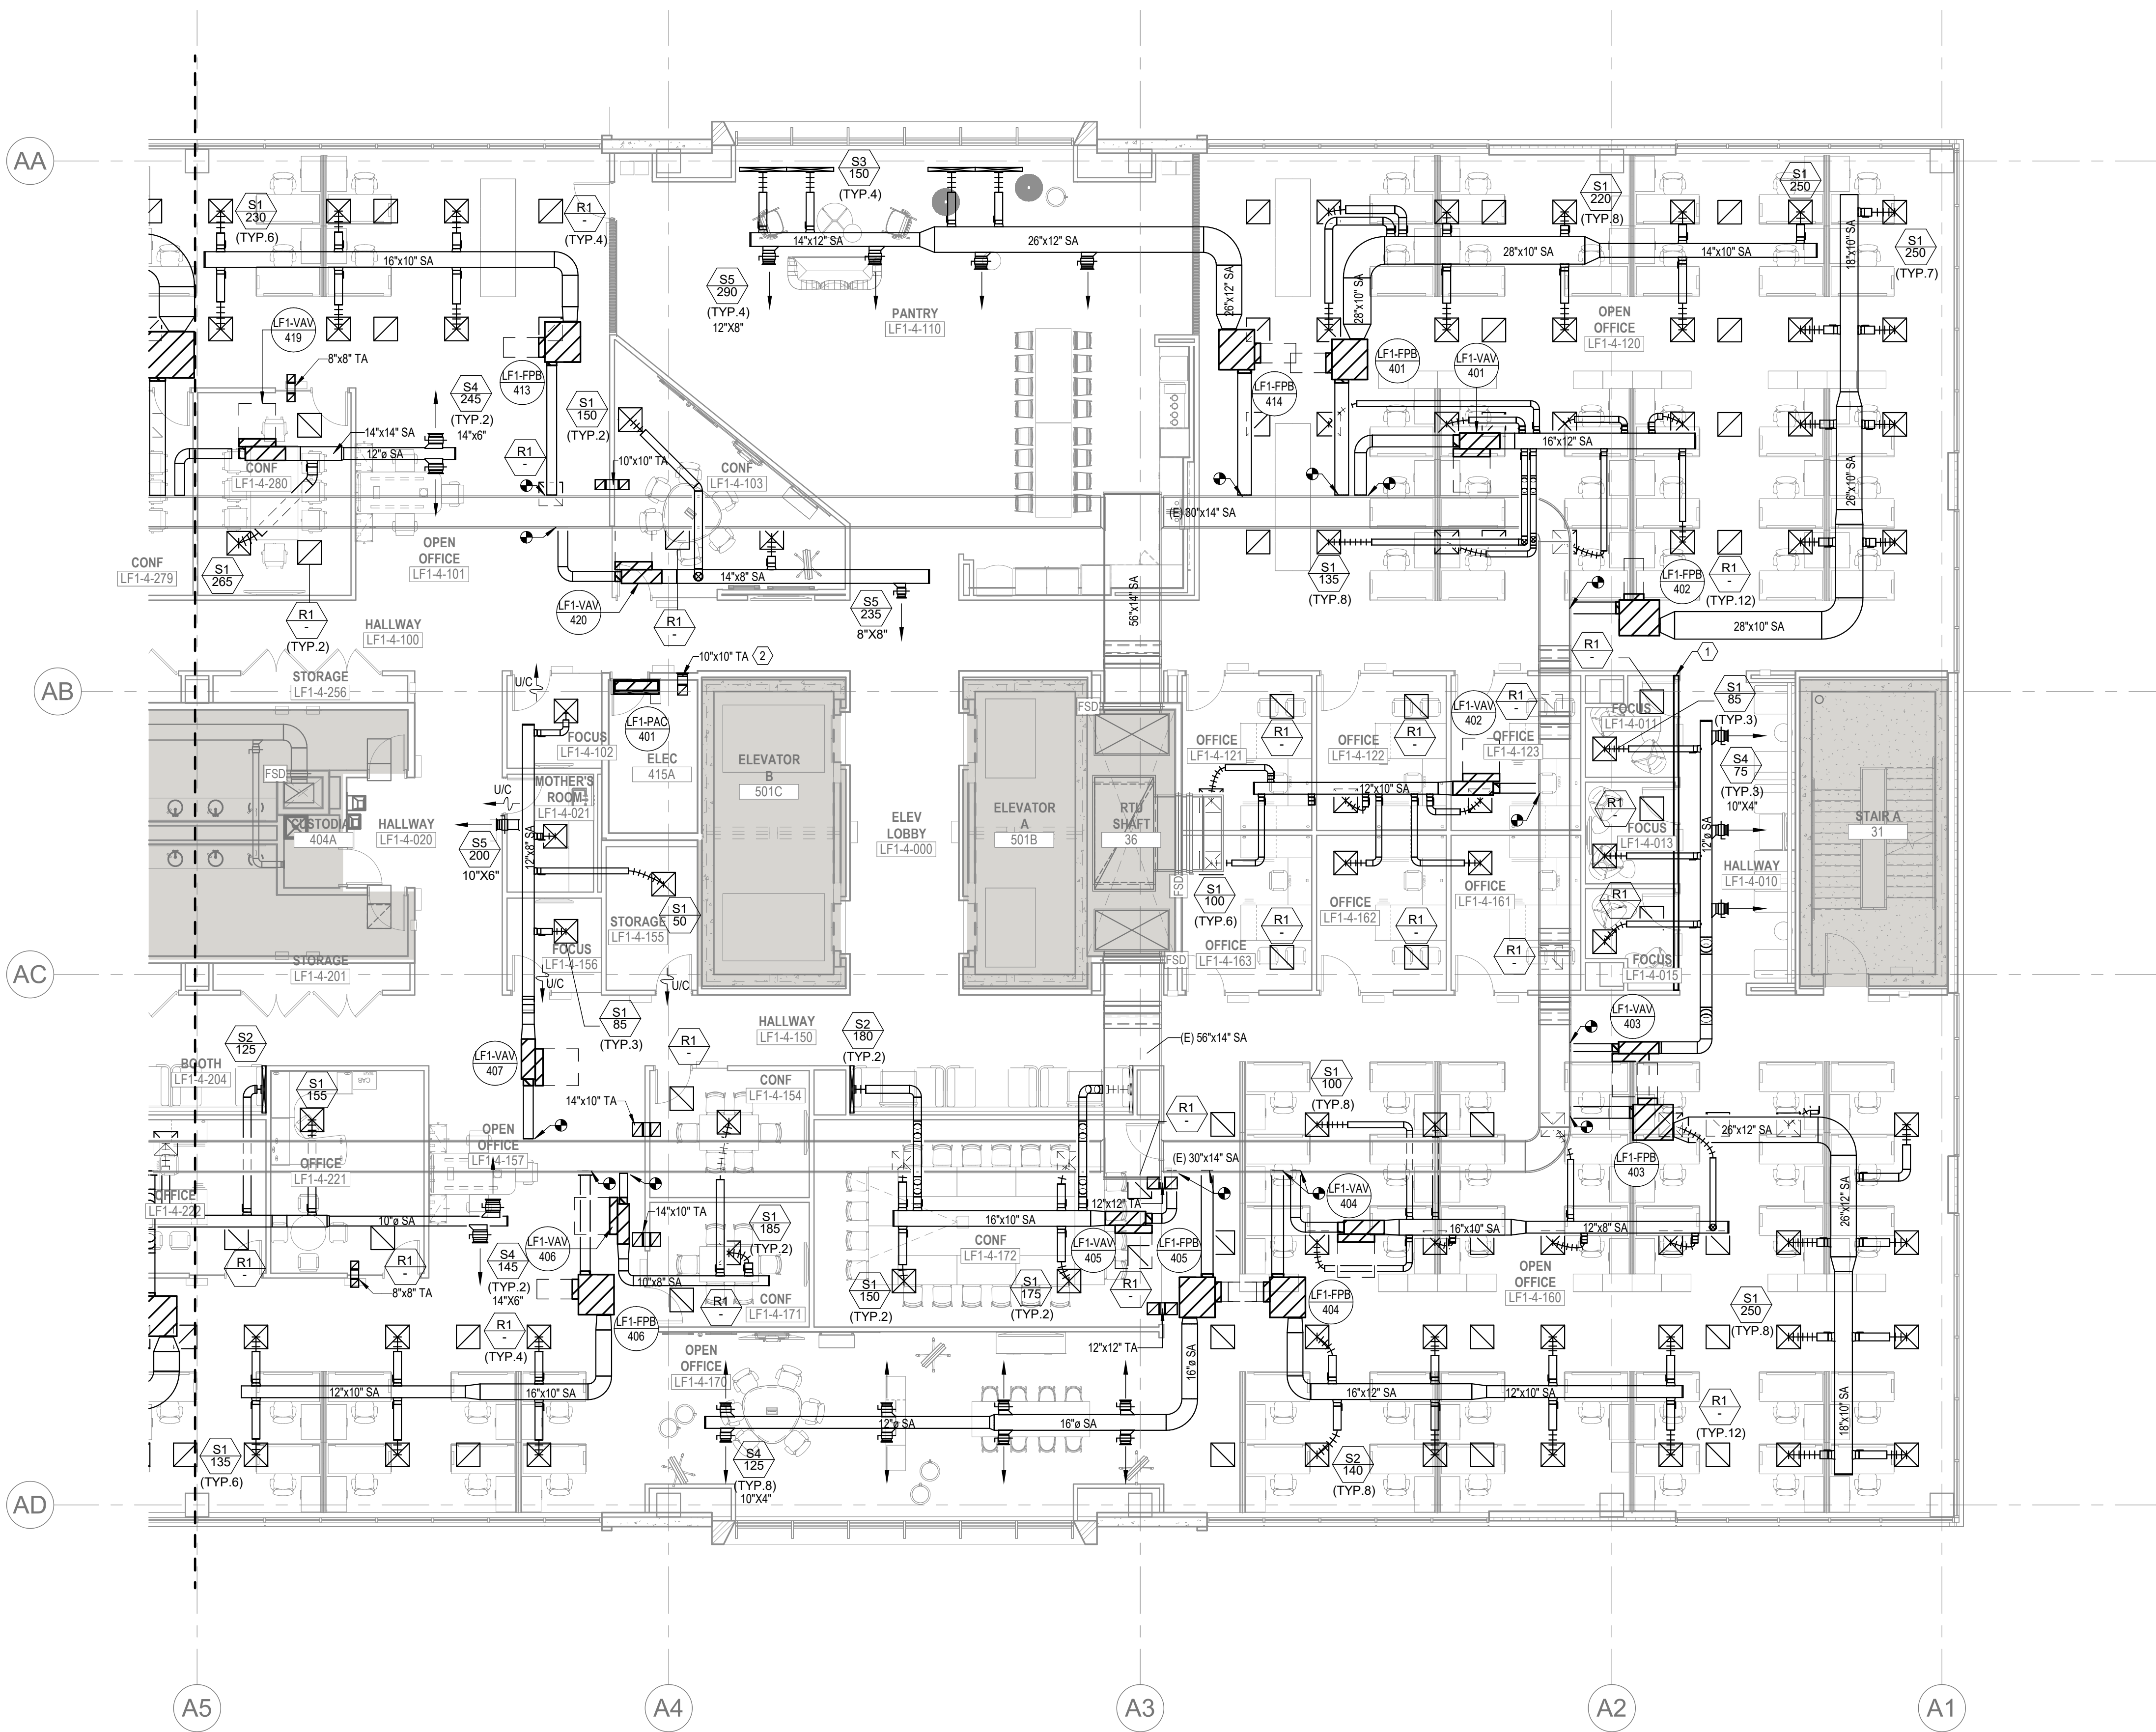 AA
S1
230
(TYP.6)
R1
-
(TYP.4)
S3
150
(TYP.4)
S1
220
(TYP.8)
S1
250
S1
250
(TYP.7)
16"x10" SA
14"x12" SA
26"x12" SA
28"x10" SA
14"x10" SA
18"x10" SA
26"x12" SA
28"x10" SA
S5
290
(TYP.4)
12"X8"
PANTRY
LF1-4-110
OPEN
OFFICE
LF1-4-120
LF1-VAV
419
8"x8" TA
S4
245
(TYP.2)
14"x6"
LF1-FPB
413
S1
150
(TYP.2)
LF1-FPB
414
LF1-FPB
401
LF1-VAV
401
14"x14" SA
12"ø SA
16"x12" SA
CONF
LF1-4-280
R1
-
10"x10" TA
CONF
LF1-4-103
26"x10" SA
(E) 30"x14" SA
CONF
LF1-4-279
S1
265
OPEN
OFFICE
LF1-4-101
14"x8" SA
S1
135
(TYP.8)
LF1-FPB
402
R1
-
(TYP.12)
R1
-
(TYP.2)
LF1-VAV
420
R1
-
S5
235
8"X8"
56"x14" SA
28"x10" SA
HALLWAY
LF1-4-100
R1
-
1
AB
STORAGE
LF1-4-256
U/C
10"x10" TA
2
FSD
LF1-VAV
402
R1
-
S1
85
(TYP.3)
FOCUS
LF1-4-011
LF1-PAC
401
FOCUS
LF1-4-102
ELEC
415A
ELEVATOR
B
501C
OFFICE
LF1-4-121
R1
-
OFFICE
LF1-4-122
R1
-
OFFICE
LF1-4-123
S4
75
(TYP.3)
10"X4"
FSD
U/C
MOTHER'S
ROOM
LF1-4-021
12"x10" SA
R1
-
CUSTODIAL
404A
HALLWAY
LF1-4-020
12"x8" SA
ELEV
LOBBY
LF1-4-000
ELEVATOR
A
501B
RTU
SHAFT
36
FOCUS
LF1-4-013
12"ø SA
STAIR A
31
S5
200
10"X6"
HALLWAY
LF1-4-010
S1
50
STORAGE
LF1-4-155
FSD
S1
100
(TYP.6)
OFFICE
LF1-4-162
OFFICE
LF1-4-161
R1
-
R1
-
R1
-
OFFICE
LF1-4-163
R1
-
FOCUS
LF1-4-156
FSD
FOCUS
LF1-4-015
AC
STORAGE
LF1-4-201
U/C
U/C
S1
85
(TYP.3)
HALLWAY
LF1-4-150
S2
180
(TYP.2)
LF1-VAV
403
S2
125
R1
-
(E) 56"x14" SA
BOOTH
LF1-4-204
CAB
S1
155
LF1-VAV
407
CONF
LF1-4-154
S1
100
(TYP.8)
14"x10" TA
R1
-
26"x12" SA
OPEN
OFFICE
LF1-4-157
OFFICE
LF1-4-221
(E) 30"x14" SA
LF1-FPB
403
OFFICE
LF1-4-222
LF1-VAV
404
26"x12" SA
10"ø SA
14"x10" TA
S1
185
(TYP.2)
12"x12" TA
16"x10" SA
16"x10" SA
12"x8" SA
LF1-VAV
406
CONF
LF1-4-172
LF1-VAV
405
LF1-FPB
405
R1
-
R1
-
S4
145
(TYP.2)
14"X6"
10"x8" SA
OPEN
OFFICE
LF1-4-160
8"x8" TA
S1
150
(TYP.2)
S1
175
(TYP.2)
R1
-
LF1-FPB
404
S1
250
(TYP.8)
R1
-
CONF
LF1-4-171
R1
-
(TYP.4)
LF1-FPB
406
12"x12" TA
OPEN
OFFICE
LF1-4-170
16"ø SA
12"x10" SA
16"x10" SA
16"x12" SA
12"x10" SA
R1
-
(TYP.12)
18"x10" SA
12"ø SA
16"ø SA
S1
135
(TYP.6)
S4
125
(TYP.8)
10"X4"
S2
140
(TYP.8)
AD
A5
A4
A3
A2
A1